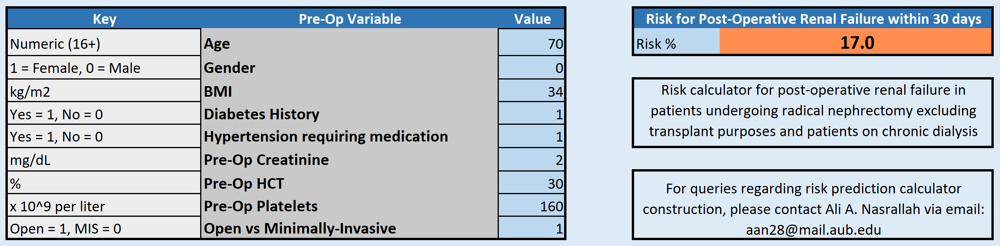 Key Pre-Op Variable Value
Numeric (16+) Age 70
1 = Female, 0 = Male Gender 0
kg/m2 BMI 34
Yes = 1, No = 0 Diabetes History 1
Yes = 1, No = 0 Hypertension requiring medication 1
mg/dL Pre-Op Creatinine 2
% Pre-Op HCT 30
x 10^9 per liter Pre-Op Platelets 160
Open = 1, MIS = 0 Open vs Minimally-Invasive 1
Risk for Post-Operative Renal Failure within 30 days
Risk % 17.0
Risk calculator for post-operative renal failure in
patients undergoing radical nephrectomy excluding
transplant purposes and patients on chronic dialysis
For queries regarding risk prediction calculator
construction, please contact Ali A. Nasrallah via email:
aan28@mail.aub.edu